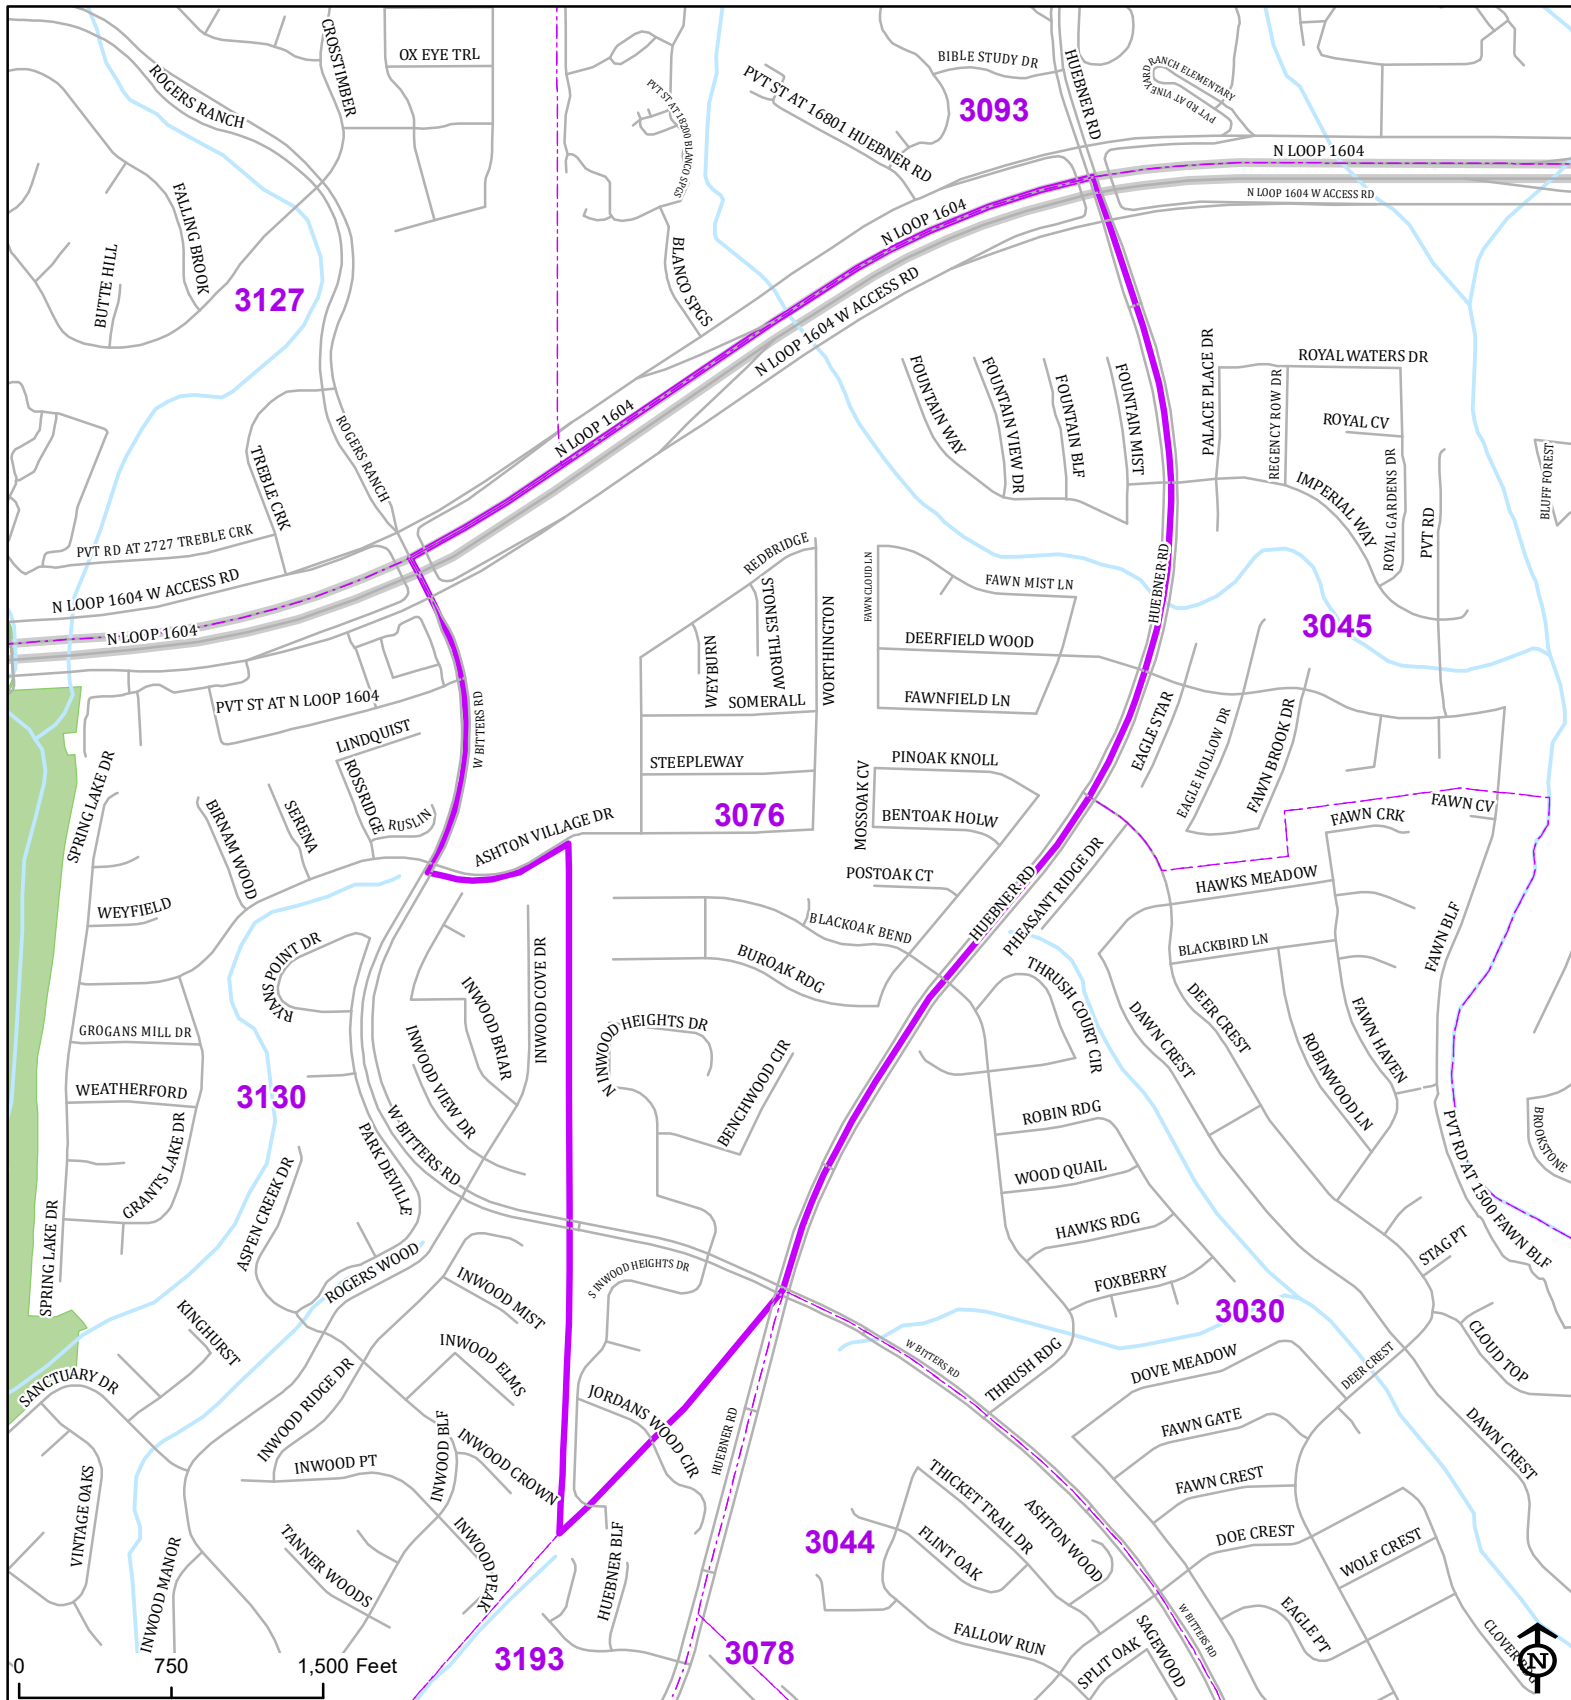 OX EYE TRL
CROSSTIMBER
ROGERS RANCH
BIBLE STUDY DR
HUEBNER RD
3093
PVT ST AT 18200 BLANCO SPGS
PVT ST AT 16801 HUEBNER RD
PVT RD AT VINEYARD RANCH ELEMENTARY
N LOOP 1604
N LOOP 1604 W ACCESS RD
FALLING BROOK
BUTTE HILL
3127
BLANCO SPGS
N LOOP 1604
N LOOP 1604 W ACCESS RD
FOUNTAIN WAY
FOUNTAIN VIEW DR
FOUNTAIN BLF
FOUNTAIN MIST
PALACE PLACE DR
ROYAL WATERS DR
REGENCY ROW DR
ROYAL CV
IMPERIAL WAY
ROYAL GARDENS DR
PVT RD
BLUFF FOREST
N LOOP 1604
ROGERS RANCH
TREBLE CRK
PVT RD AT 2727 TREBLE CRK
N LOOP 1604 W ACCESS RD
N LOOP 1604
REDBRIDGE
STONES THROW
WEYBURN
WORTHINGTON
SOMERALL
STEEPLEWAY
3076
FAWN CLOUD LN
FAWN MIST LN
DEERFIELD WOOD
FAWNFIELD LN
HUEBNER RD
3045
EAGLE STAR
EAGLE HOLLOW DR
FAWN BROOK DR
PVT ST AT N LOOP 1604
LINDQUIST
ROSSRIDGE
E RUSLIN
W BITTERS RD
SPRING LAKE DR
BIRNAM WOOD
SERENA
ASHTON VILLAGE DR
MOSSOAK CV
PINOAK KNOLL
BENTOAK HOLW
POSTOAK CT
BLACKOAK BEND
BUROAK RDG
HUEBNER RD
PHEASANT RIDGE DR
FAWN CV
FAWN CRK
HAWKS MEADOW
BLACKBIRD LN
FAWN BLF
WEYFIELD
RYANS POINT DR
GROGANS MILL DR
WEATHERFORD
GRANTS LAKE DR
3130
INWOOD BRIAR
INWOOD COVE DR
INWOOD VIEW DR
N INWOOD HEIGHTS DR
BENCHWOOD CIR
THRUSH COURT CIR
DAWN CREST
DEER CREST
ROBINWOOD LN
FAWN HAVEN
BROOKSTONE
PVT RD AT 1500 FAWN BLF
ROBIN RDG
WOOD QUAIL
HAWKS RDG
FOXBERRY
3030
STAG PT
CLOUD TOP
W BITTERS RD
PARK DEVILLE
ASPEN CREEK DR
ROGERS WOOD
SPRING LAKE DR
KINGHURST
SANCTUARY DR
INWOOD RIDGE DR
INWOOD MIST
INWOOD ELMS
S INWOOD HEIGHTS DR
JORDANS WOOD CIR
HUEBNER RD
W BITTERS RD
THRUSH RDG
DOVE MEADOW
DEER CREST
FAWN GATE
FAWN CREST
DAWN CREST
INWOOD PT
INWOOD BLF
INWOOD CROWN
INWOOD PEAK
VINTAGE OAKS
INWOOD MANOR
TANNER WOODS
HUEBNER BLF
3044
THICKET TRAIL DR
FLINT OAK
ASHTON WOOD
FALLOW RUN
SPLIT OAK
SAGEWOOD
W BITTERS RD
DOE CREST
WOLF CREST
EAGLE PT
3193
3078
0 750 1,500 Feet
N